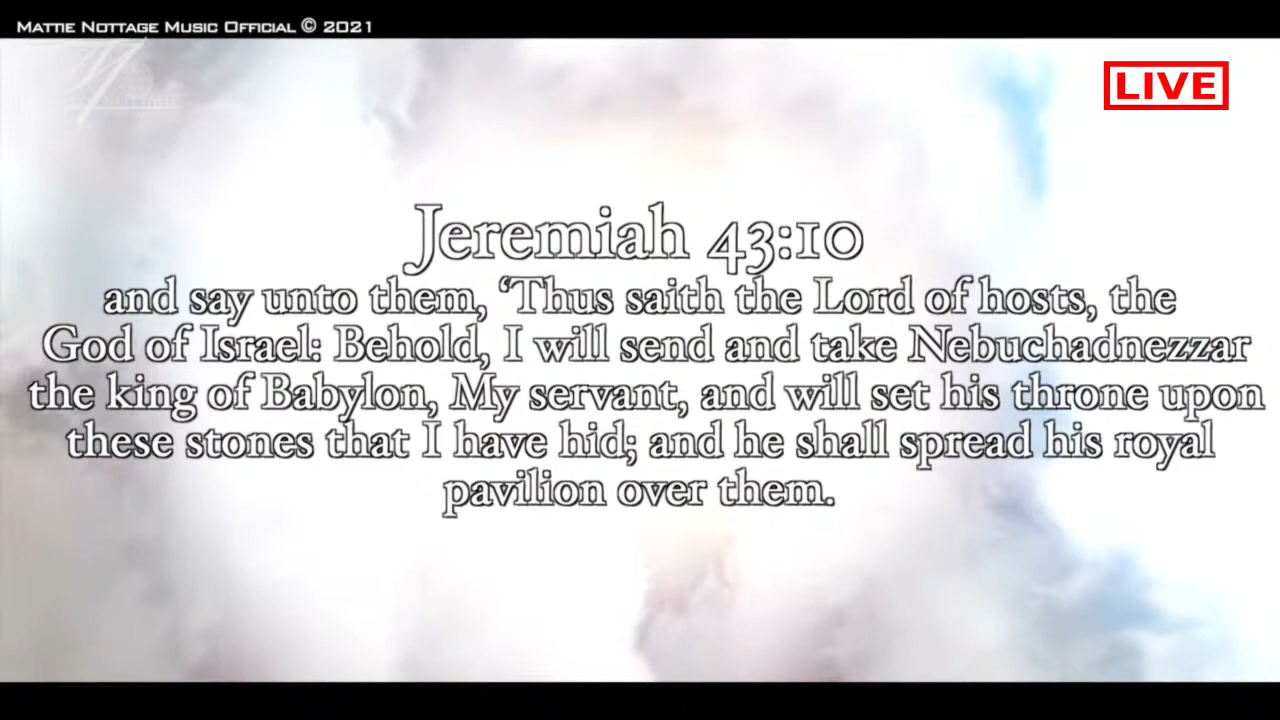 Mattie Nottage Music Official © 2021
LIVE
Jeremiah 43:10
and say unto them, ‘Thus saith the Lord of hosts, the
God of Israel: Behold, I will send and take Nebuchadnezzar
the king of Babylon, My servant, and will set his throne upon
these stones that I have hid; and he shall spread his royal
pavilion over them.